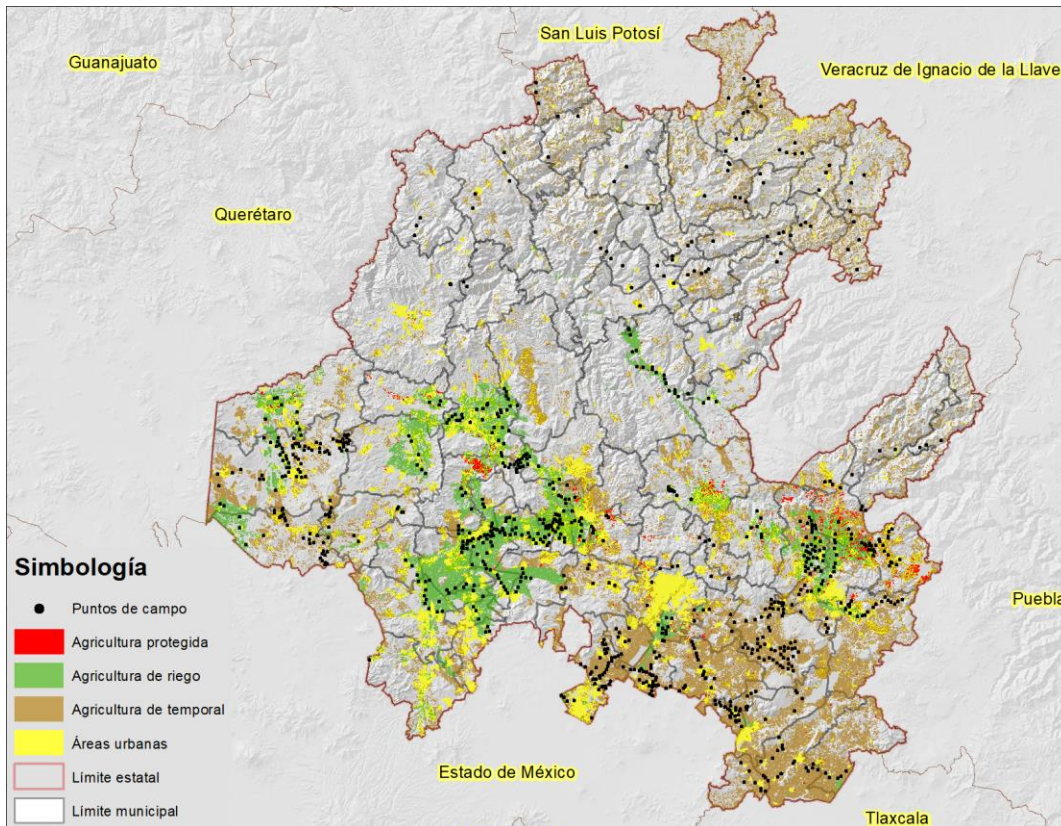 San Luis Potosí
Guanajuato
Veracruz de Ignacio de la Llave
Querétaro
Simbología
Puntos de campo
Agricultura protegida
Agricultura de riego
Agricultura de temporal
Áreas urbanas
Límite estatal
Límite municipal
Puebla
Estado de México
Tlaxcala